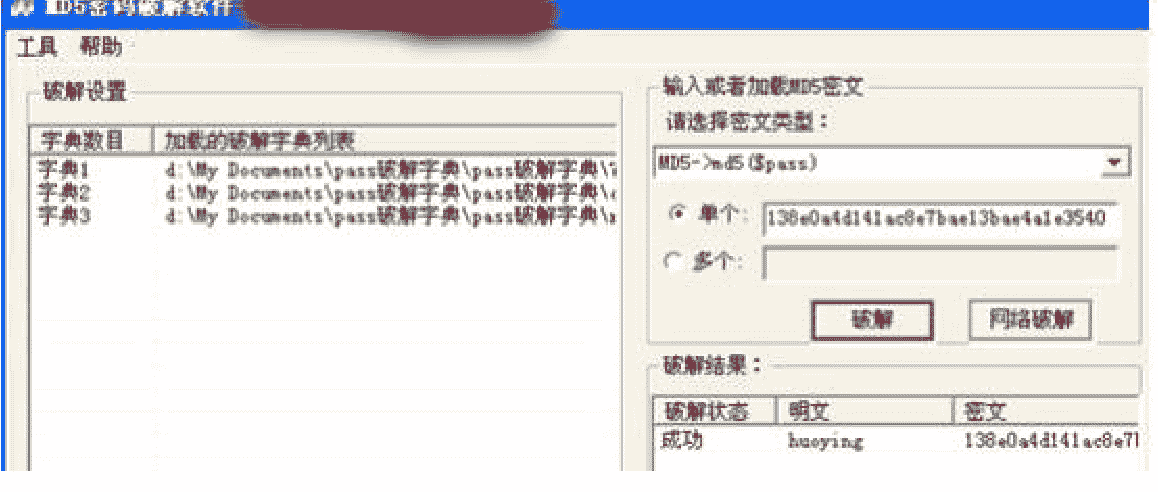 MD5密码破解软件
工具 帮助
破解设置
字典数目 加载的破解字典列表
字典1 d:\My Documents\pass破解字典\pass破解字典\
字典2 d:\My Documents\pass破解字典\pass破解字典\
字典3 d:\My Documents\pass破解字典\pass破解字典\
输入或者加载MD5密文
请选择密文类型：
MD5->md5($pass)
单个: 138e0a4d141ac8e7bae13bae4a1e3540
多个:
破解 网络破解
破解结果：
破解状态 明文 密文
成功 huoying 138e0a4d141ac8e7